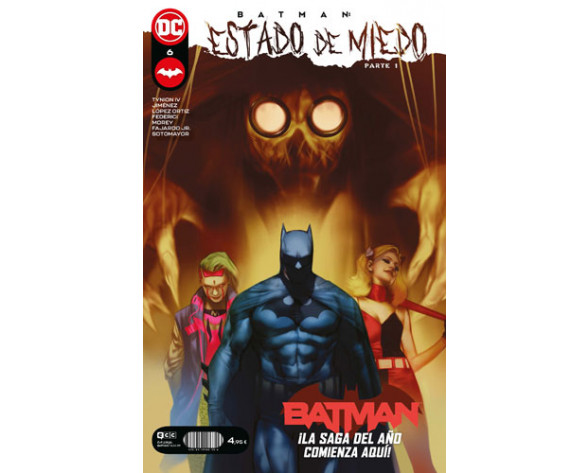 DC
6
BATMAN:
ESTADO DE MIEDO
PARTE 1
TYNION IV
JIMÉNEZ
LÓPEZ ORTIZ
FEDERICI
MOREY
FAJARDO JR.
SOTOMAYOR
BATMAN
¡LA SAGA DEL AÑO
COMIENZA AQUÍ!
ecc
4,95 €